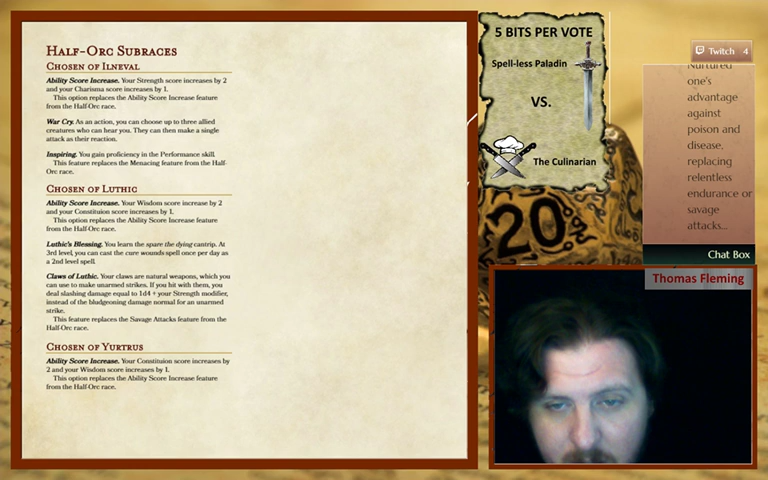 Half-Orc Subraces
Chosen of Ilneval
Ability Score Increase. Your Strength score increases by 2
and your Charisma score increases by 1.
This option replaces the Ability Score Increase feature
from the Half-Orc race.
War Cry. As an action, you can choose up to three allied
creatures who can hear you. They can then make a single
attack as their reaction.
Inspiring. You gain proficiency in the Performance skill.
This feature replaces the Menacing feature from the Half-
Orc race.
Chosen of Luthic
Ability Score Increase. Your Wisdom score increase by 2
and your Constituion score increases by 1.
This option replaces the Ability Score Increase feature
from the Half-Orc race.
Luthic's Blessing. You learn the spare the dying cantrip. At
3rd level, you can cast the cure wounds spell once per day as
a 2nd level spell.
Claws of Luthic. Your claws are natural weapons, which you
can use to make unarmed strikes. If you hit with them, you
deal slashing damage equal to 1d4 + your Strength modifier,
instead of the bludgeoning damage normal for an unarmed
strike.
This feature replaces the Savage Attacks feature from the
Half-Orc race.
Chosen of Yurtrus
Ability Score Increase. Your Constituion score increases by
2 and your Wisdom score increases by 1.
This option replaces the Ability Score Increase feature
from the Half-Orc race.
5 BITS PER VOTE
Spell-less Paladin
VS.
The Culinarian
20
Twitch 4
Nurtured
one's
advantage
against
poison and
disease,
replacing
relentless
endurance or
savage
attacks...
Chat Box
Thomas Fleming